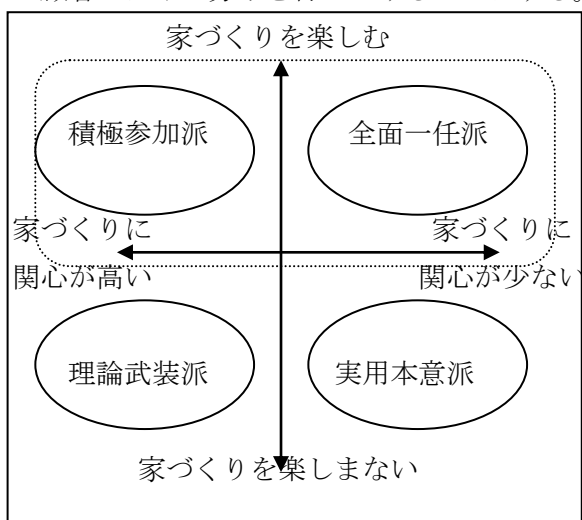 家づくりを楽しむ
積極参加派
全面一任派
家づくりに
関心が高い
家づくりに
関心が少ない
理論武装派
実用本意派
家づくりを楽しまない